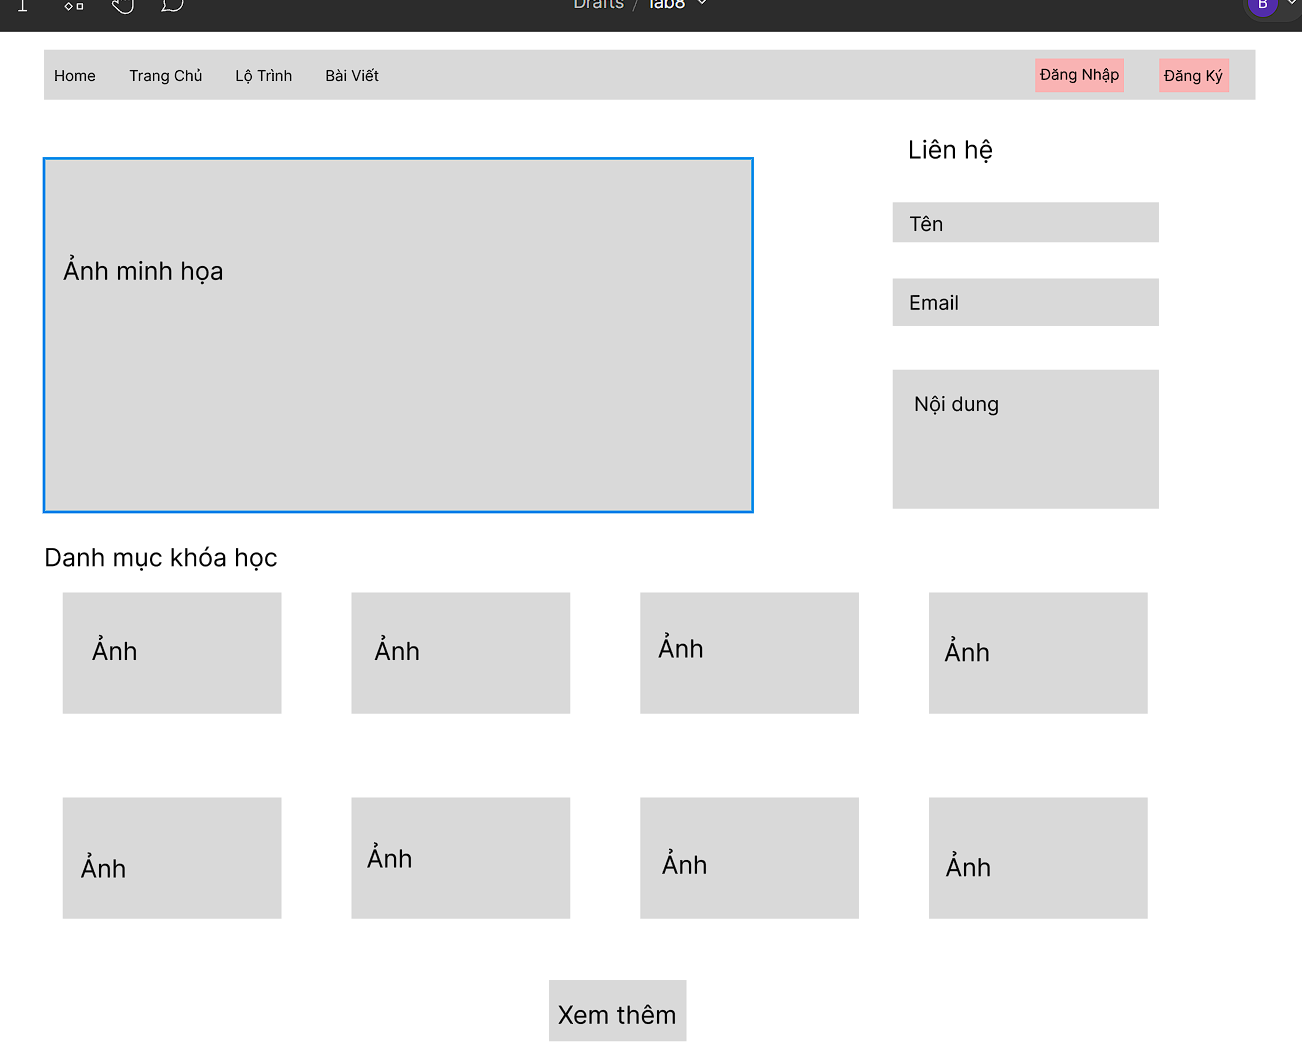 Drafts / lab8
B
Home Trang Chủ Lộ Trình Bài Viết Đăng Nhập Đăng Ký
Liên hệ
Tên
Ảnh minh họa
Email
Nội dung
Danh mục khóa học
Ảnh Ảnh Ảnh Ảnh
Ảnh Ảnh Ảnh Ảnh
Xem thêm